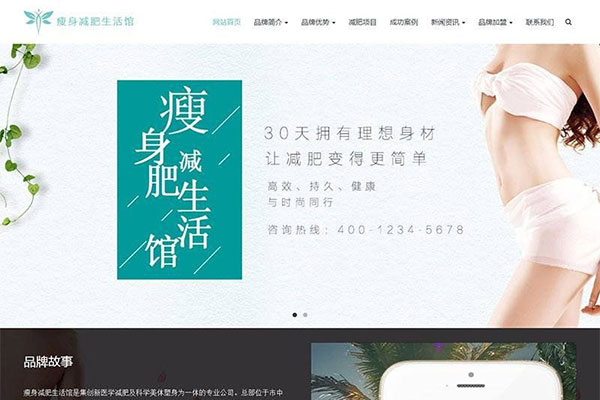 瘦身减肥生活馆
网站首页 品牌简介 品牌优势 减肥项目 成功案例 新闻资讯 品牌加盟 联系我们
瘦身减肥生活馆
30天拥有理想身材
让减肥变得更简单
高效、持久、健康
与时尚同行
咨询热线：400-1234-5678
品牌故事
瘦身减肥生活馆是集创新医学减肥及科学美体塑身为一体的专业公司。总部位于市中